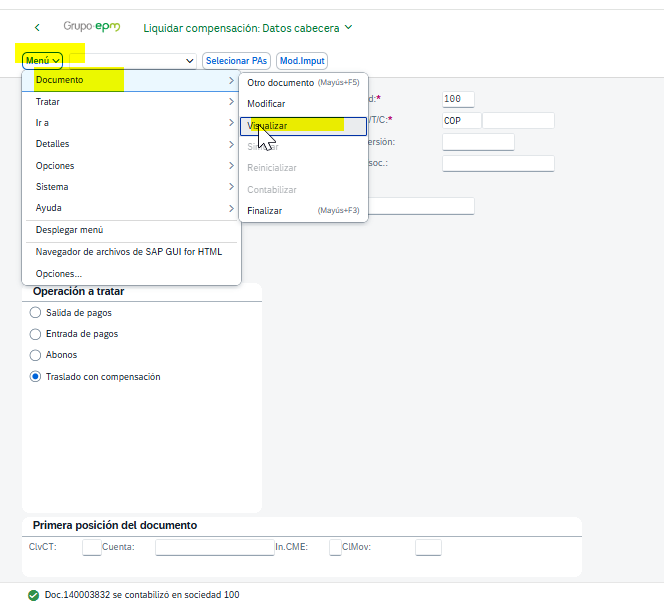 Grupo·epm Liquidar compensación: Datos cabecera
Menú Selecionar PAs Mod.Imput
Documento
Tratar
Ir a
Detalles
Opciones
Sistema
Ayuda
Desplegar menú
Navegador de archivos de SAP GUI for HTML
Opciones...
Otro documento (Mayús+F5)
Modificar
Visualizar
Reinicializar
Contabilizar
Finalizar (Mayús+F3)
d:* 100
/T/C:* COP
ersión:
soc.:
Operación a tratar
Salida de pagos
Entrada de pagos
Abonos
Traslado con compensación
Primera posición del documento
ClvCT: Cuenta: In.CME: ClMov:
Doc.140003832 se contabilizó en sociedad 100